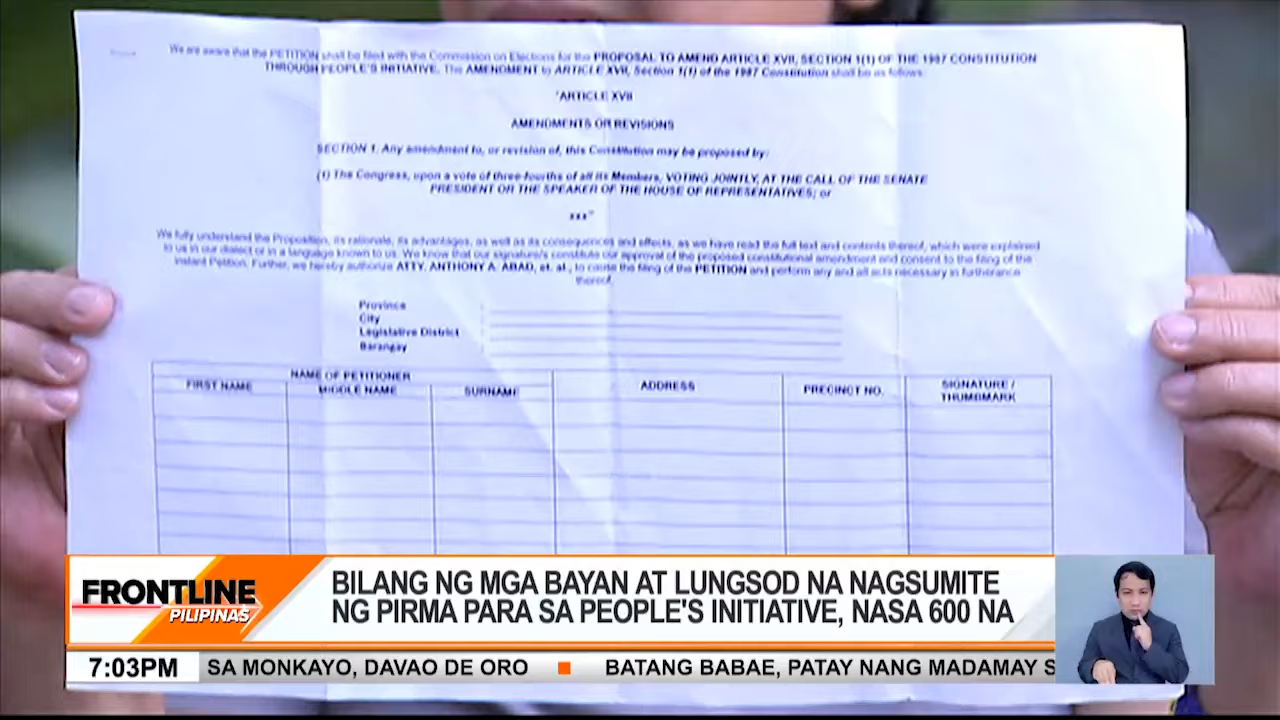 We are aware that the PETITION shall be filed with the Commission on Elections for the PROPOSAL TO AMEND ARTICLE XVII, SECTION 1(1) OF THE 1987 CONSTITUTION
THROUGH PEOPLE'S INITIATIVE. The AMENDMENT to ARTICLE XVII, Section 1(1) of the 1987 Constitution shall be as follows:
"ARTICLE XVII
AMENDMENTS OR REVISIONS
SECTION 1. Any amendment to, or revision of, this Constitution may be proposed by:
(1) The Congress, upon a vote of three-fourths of all its Members, VOTING JOINTLY, AT THE CALL OF THE SENATE
PRESIDENT OR THE SPEAKER OF THE HOUSE OF REPRESENTATIVES; or
xxx"
We fully understand the Proposition, its rationale, its advantages, as well as its consequences and effects, as we have read the full text and contents thereof, which were explained
to us in our dialect or in a language known to us. We know that our signature/s constitute our approval of the proposed constitutional amendment and consent to the filing of the
instant Petition. Further, we hereby authorize ATTY. ANTHONY A. ABAD, et. al., to cause the filing of the PETITION and perform any and all acts necessary in furtherance
thereof.
Province
City
Legislative District
Barangay
NAME OF PETITIONER
FIRST NAME MIDDLE NAME SURNAME ADDRESS PRECINCT NO. SIGNATURE /
THUMBMARK
FRONTLINE
PILIPINAS
BILANG NG MGA BAYAN AT LUNGSOD NA NAGSUMITE
NG PIRMA PARA SA PEOPLE'S INITIATIVE, NASA 600 NA
7:03PM SA MONKAYO, DAVAO DE ORO BATANG BABAE, PATAY NANG MADAMAY S